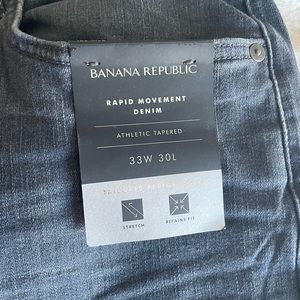 BANANA REPUBLIC
RAPID MOVEMENT
DENIM
ATHLETIC TAPERED
33W 30L
STRETCH
RETAINS FIT